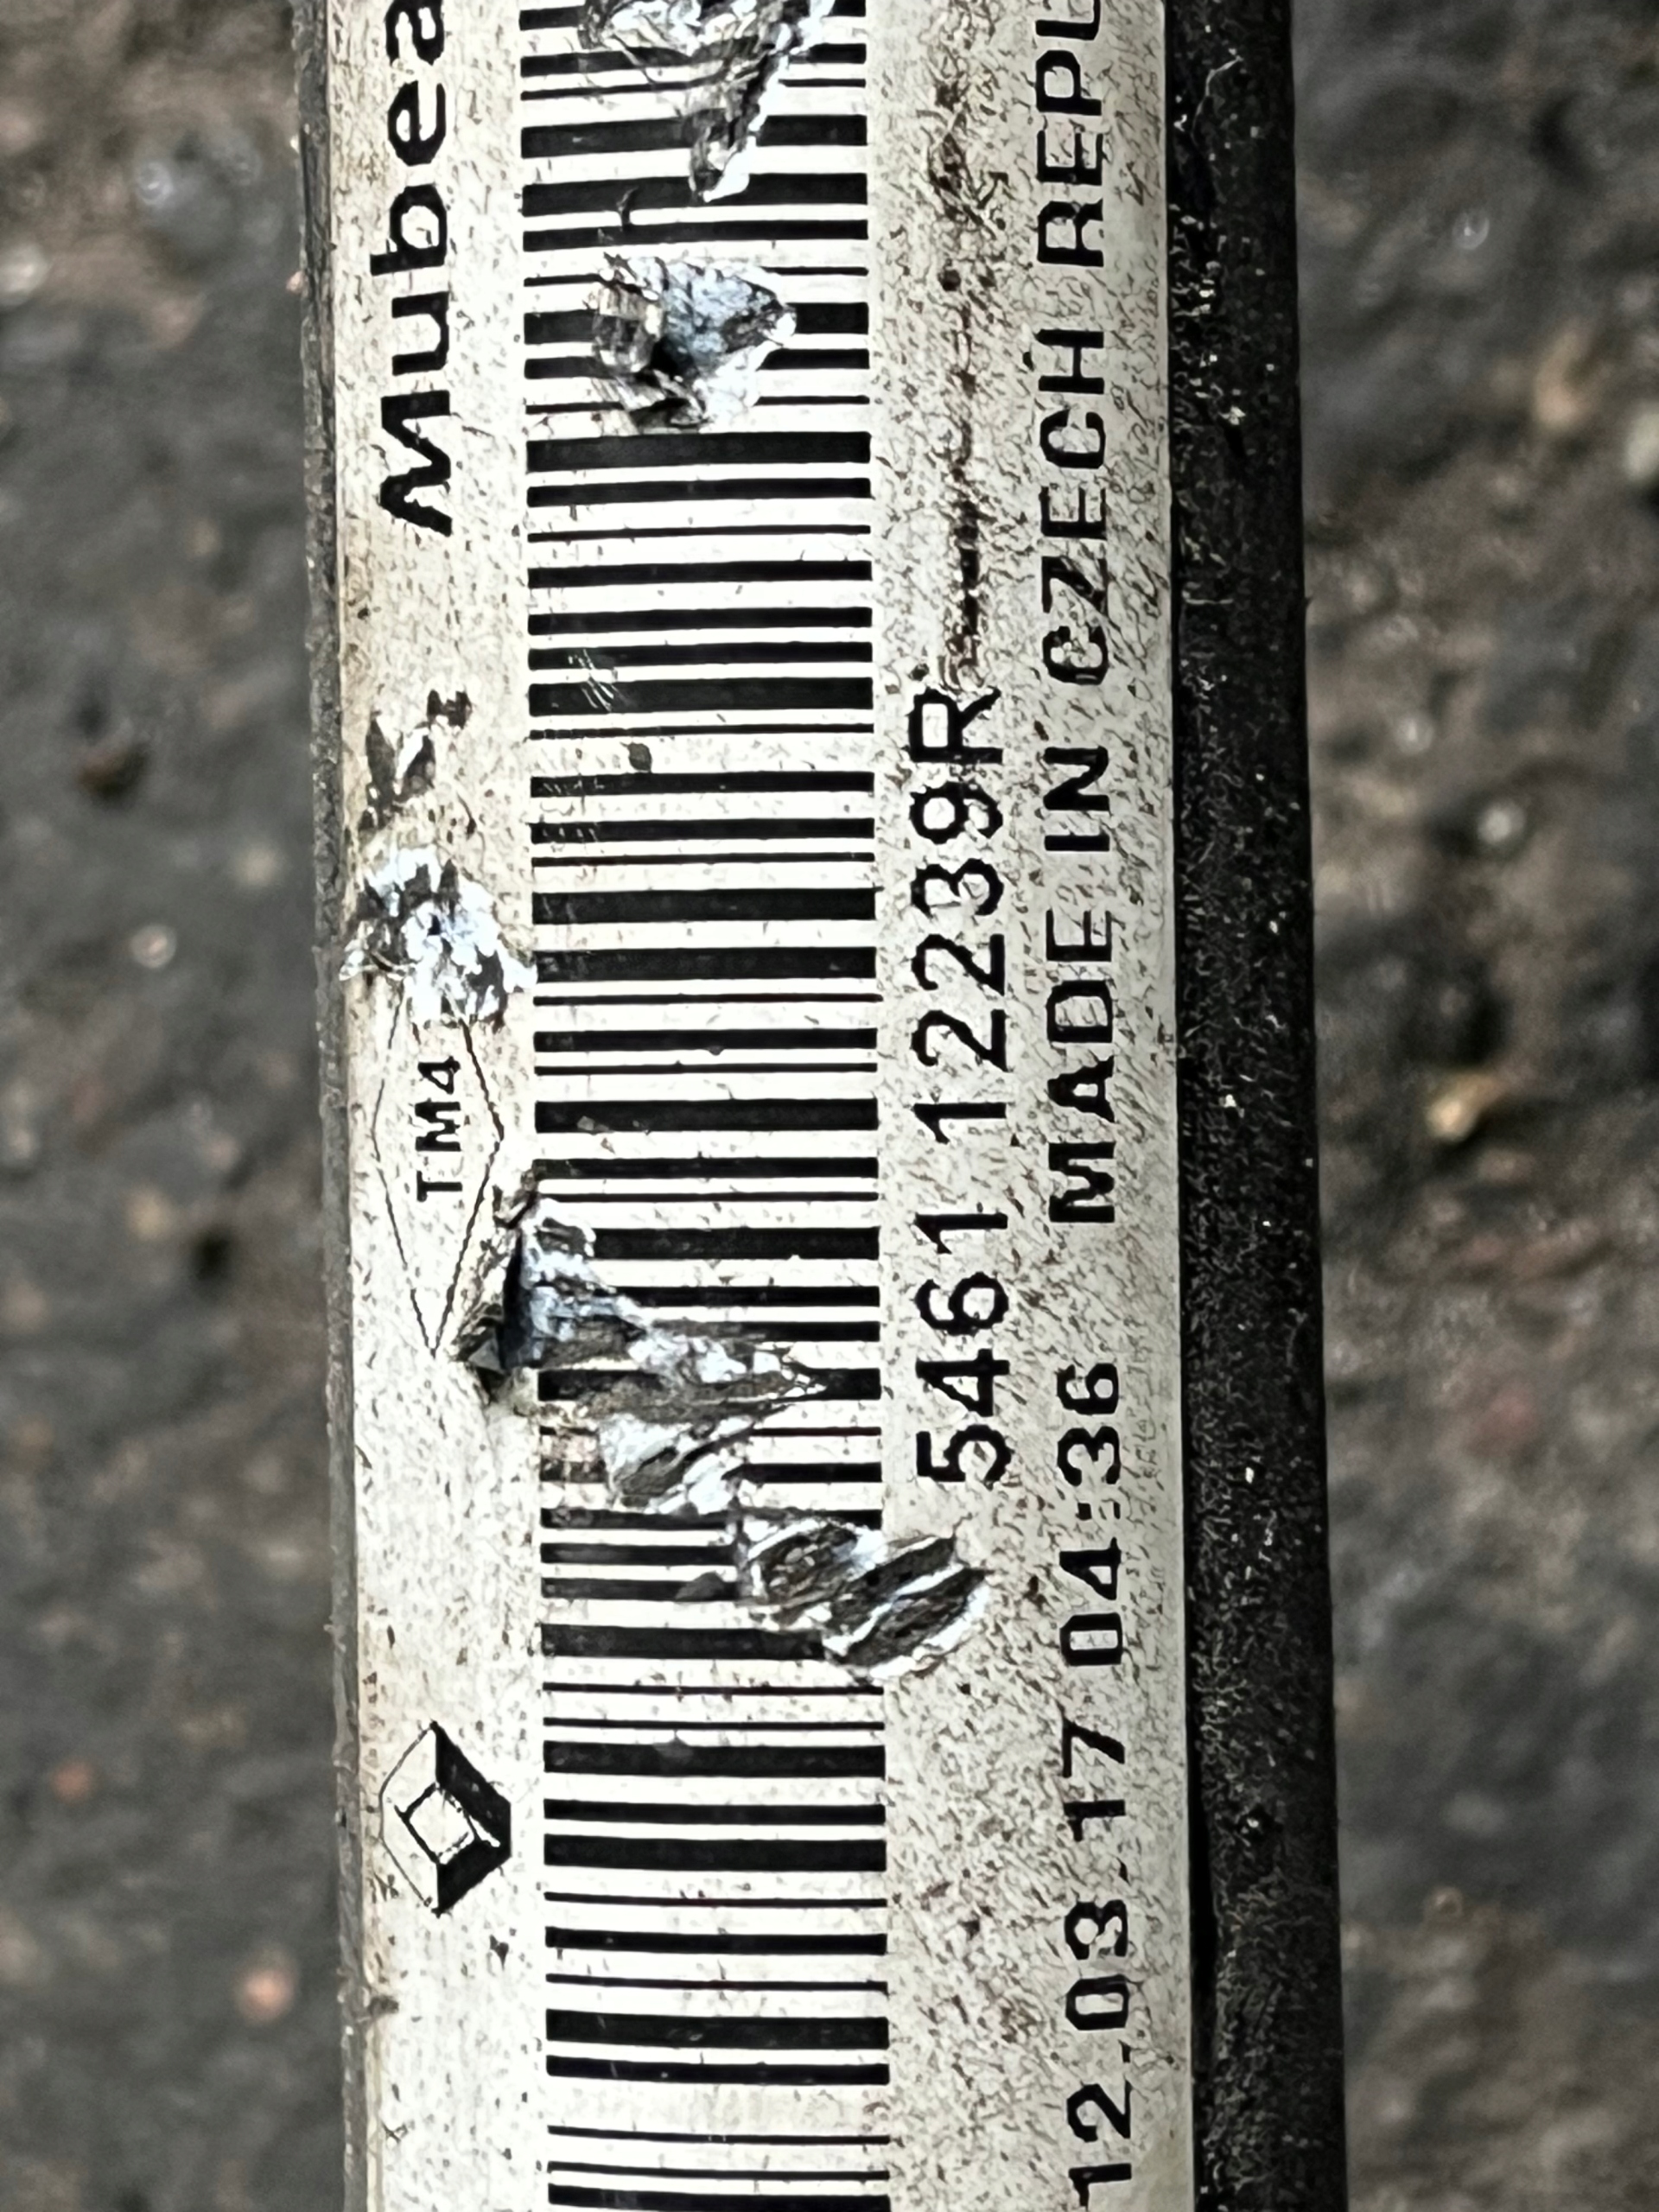 Mubea
TM4
546112239R
12.03.17 04:36 MADE IN CZECH REPU